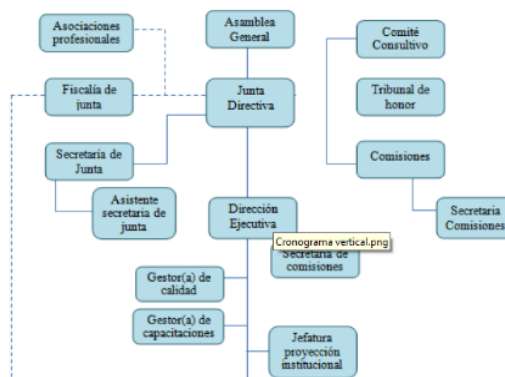 Asociaciones
profesionales
Asamblea
General
Comité
Consultivo
Fiscalía de
junta
Junta
Directiva
Tribunal de
honor
Secretaría de
Junta
Comisiones
Asistente
secretaria de
junta
Dirección
Ejecutiva
Secretaria
Comisiones
Cronograma vertical.png
Secretaria de
comisiones
Gestor(a) de
calidad
Gestor(a) de
capacitaciones
Jefatura
proyección
institucional